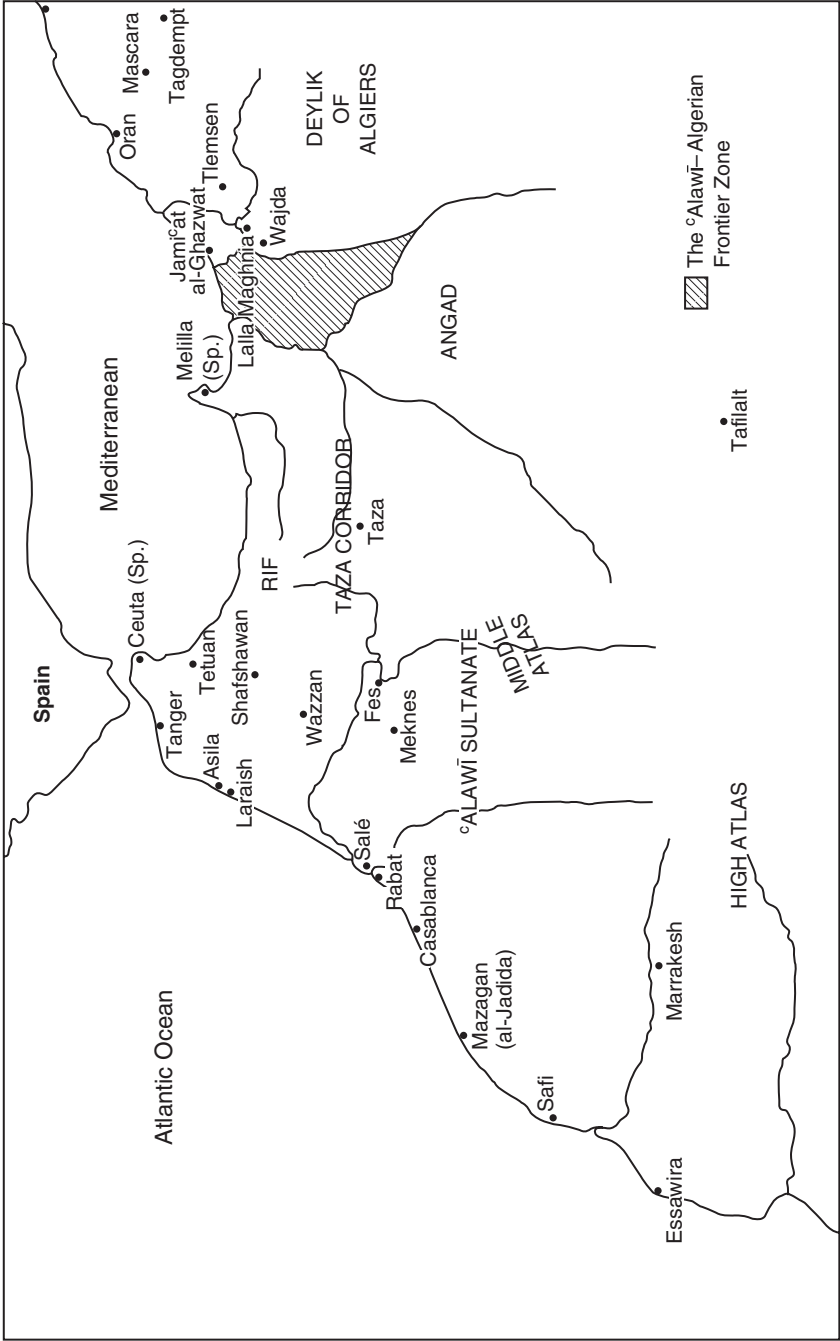 Spain
Atlantic Ocean
Mediterranean
Ceuta (Sp.)
Tanger
Tetuan
Asila
Laraish
Shafshawan
Wazzan
RIF
Melilla
(Sp.)
Jamiᶜat
al-Ghazwat
Lalla Maghnia
Wajda
Tlemsen
Oran
Mascara
Tagdempt
DEYLIK
OF
ALGIERS
TAZA CORRIDOR
Taza
Fes
Meknes
Salé
Rabat
Casablanca
Mazagan
(al-Jadida)
Safi
Essawira
Marrakesh
ᶜALAWĪ SULTANATE
MIDDLE
ATLAS
HIGH ATLAS
ANGAD
Tafilalt
The ᶜAlawī–Algerian
Frontier Zone